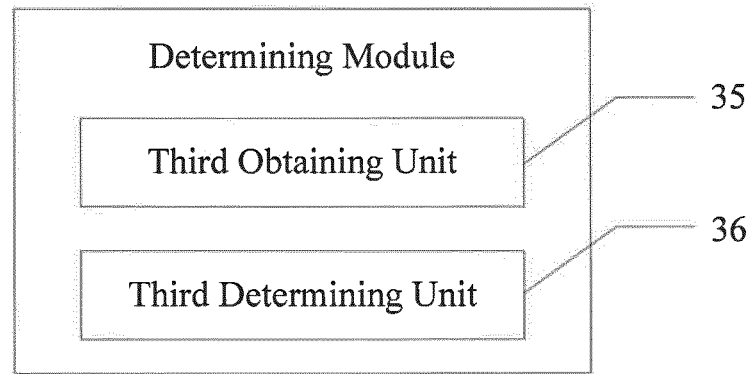 Determining Module
35
Third Obtaining Unit
36
Third Determining Unit